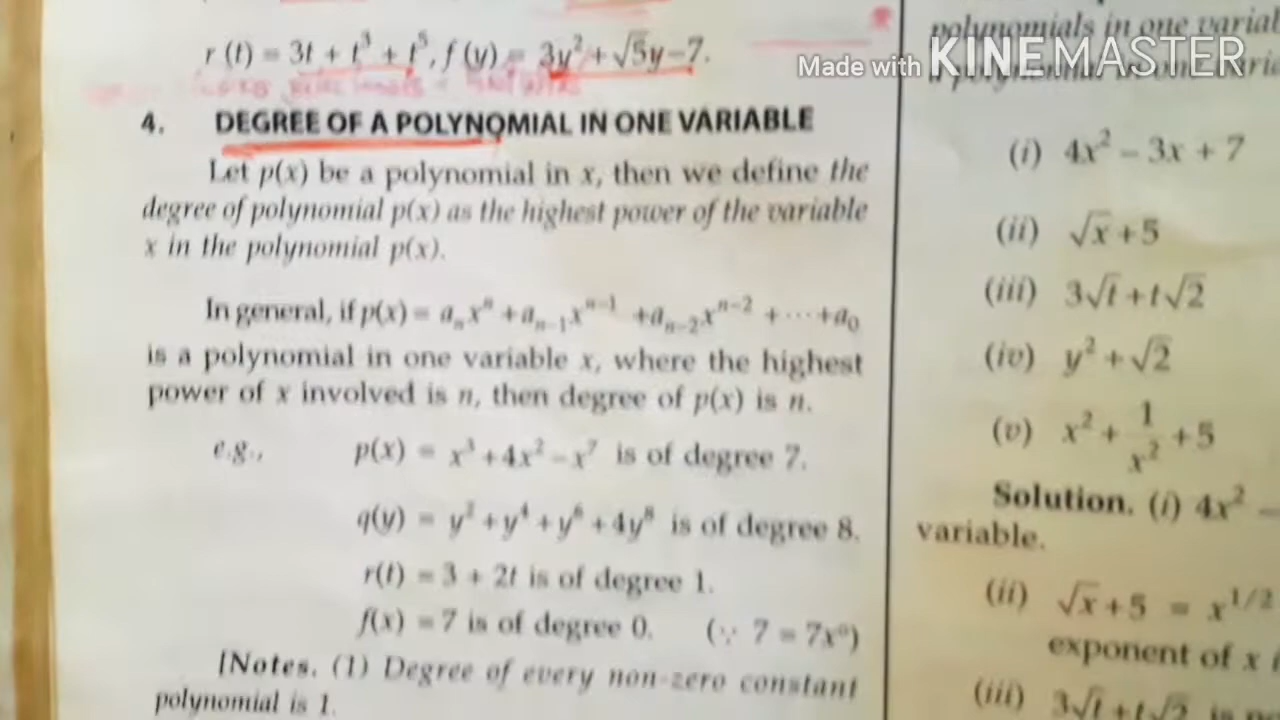 r (t) = 3t + t³ + t⁵, f (y) = 3y² + √5y – 7.
4. DEGREE OF A POLYNOMIAL IN ONE VARIABLE
Let p(x) be a polynomial in x, then we define the
degree of polynomial p(x) as the highest power of the variable
x in the polynomial p(x).
In general, if p(x) = aₙxⁿ + aₙ₋₁xⁿ⁻¹ + aₙ₋₂xⁿ⁻² + ··· + a₀
is a polynomial in one variable x, where the highest
power of x involved is n, then degree of p(x) is n.
e.g., p(x) = x³ + 4x² – x⁷ is of degree 7.
q(y) = y² + y⁴ + y⁶ + 4y⁸ is of degree 8.
r(t) = 3 + 2t is of degree 1.
f(x) = 7 is of degree 0. (∵ 7 = 7x⁰)
[Notes. (1) Degree of every non-zero constant
polynomial is 1.
polynomials in one variab
Made with KINEMASTER
(i) 4x² – 3x + 7
(ii) √x + 5
(iii) 3√t + t√2
(iv) y² + √2
(v) x² + 1/x² + 5
Solution. (i) 4x² –
variable.
(ii) √x + 5 = x^1/2
exponent of x
(iii) 3√t + t√2 is